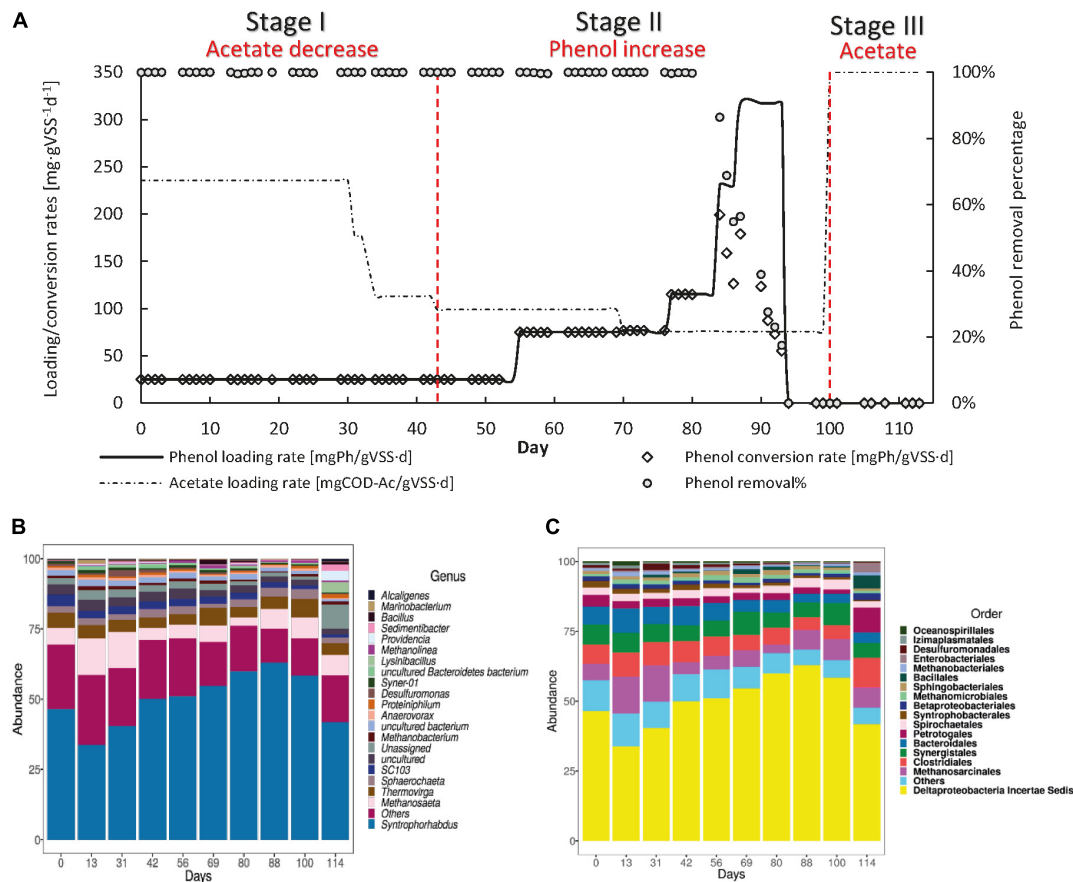 A
Stage I
Stage II
Stage III
Acetate decrease
Phenol increase
Acetate
Loading/conversion rates [mg·gVSS⁻¹d⁻¹]
350
300
250
200
150
100
50
0
100%
80%
60%
40%
20%
0%
Phenol removal percentage
0 10 20 30 40 50 60 70 80 90 100 110
Day
Phenol loading rate [mgPh/gVSS·d]
Phenol conversion rate [mgPh/gVSS·d]
Acetate loading rate [mgCOD-Ac/gVSS·d]
Phenol removal%
B
Abundance
100
75
50
25
0
0 13 31 42 56 69 80 88 100 114
Days
Genus
Alcaligenes
Marinobacterium
Bacillus
Sedimentibacter
Providencia
Methanolinea
Lysinibacillus
uncultured Bacteroidetes bacterium
Syner-01
Desulfuromonas
Proteiniphilum
Anaerovorax
uncultured bacterium
Methanobacterium
Unassigned
uncultured
SC103
Sphaerochaeta
Thermovirga
Methanosaeta
Others
Syntrophorhabdus
C
Abundance
100
75
50
25
0
0 13 31 42 56 69 80 88 100 114
Days
Order
Oceanospirillales
Izimaplasmatales
Desulfuromonadales
Enterobacteriales
Methanobacteriales
Bacillales
Sphingobacteriales
Methanomicrobiales
Betaproteobacteriales
Syntrophobacterales
Spirochaetales
Petrotogales
Bacteroidales
Synergistales
Clostridiales
Methanosarcinales
Others
Deltaproteobacteria Incertae Sedis